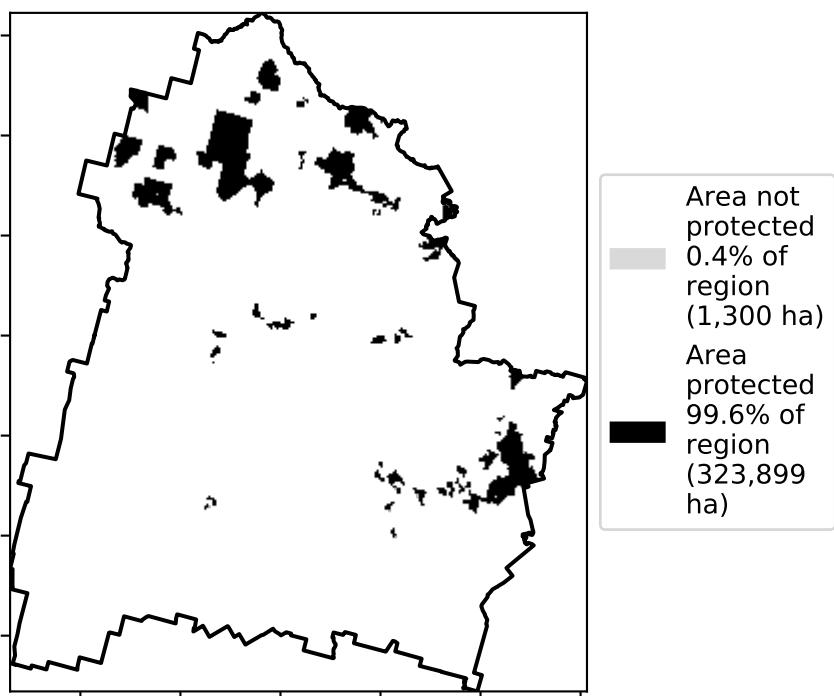 Area not
protected
0.4% of
region
(1,300 ha)
Area
protected
99.6% of
region
(323,899
ha)